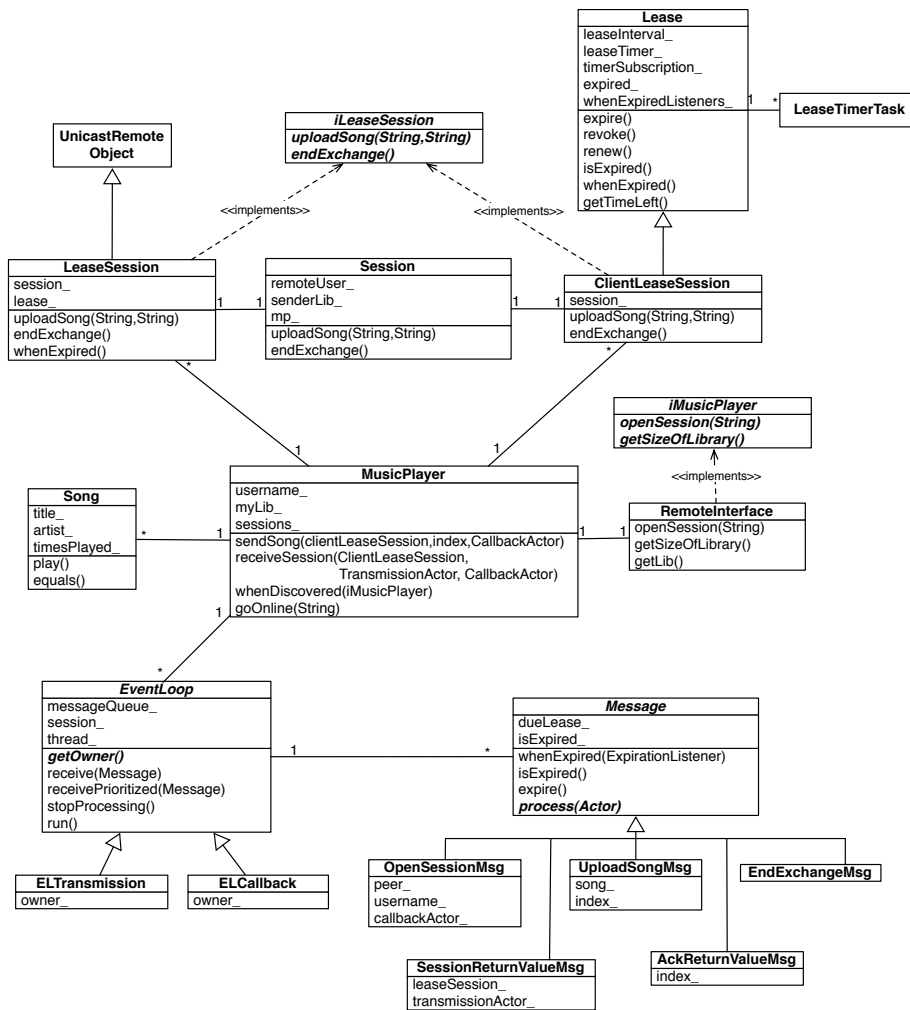 Lease
leaseInterval_
leaseTimer_
timerSubscription_
expired_
whenExpiredListeners_
expire()
revoke()
renew()
isExpired()
whenExpired()
getTimeLeft()
1
*
LeaseTimerTask
iLeaseSession
uploadSong(String,String)
endExchange()
UnicastRemote
Object
<<implements>>
<<implements>>
LeaseSession
session_
lease_
uploadSong(String,String)
endExchange()
whenExpired()
1
1
Session
remoteUser_
senderLib_
mp_
uploadSong(String,String)
endExchange()
1
1
ClientLeaseSession
session_
uploadSong(String,String)
endExchange()
*
*
1
1
iMusicPlayer
openSession(String)
getSizeOfLibrary()
<<implements>>
MusicPlayer
username_
myLib_
sessions_
sendSong(clientLeaseSession,index,CallbackActor)
receiveSession(ClientLeaseSession,
TransmissionActor, CallbackActor)
whenDiscovered(iMusicPlayer)
goOnline(String)
Song
title_
artist_
timesPlayed_
play()
equals()
*
1
1
1
RemoteInterface
openSession(String)
getSizeOfLibrary()
getLib()
1
*
EventLoop
messageQueue_
session_
thread_
getOwner()
receive(Message)
receivePrioritized(Message)
stopProcessing()
run()
1
*
Message
dueLease_
isExpired_
whenExpired(ExpirationListener)
isExpired()
expire()
process(Actor)
ELTransmission
owner_
ELCallback
owner_
OpenSessionMsg
peer_
username_
callbackActor_
UploadSongMsg
song_
index_
EndExchangeMsg
SessionReturnValueMsg
leaseSession_
transmissionActor_
AckReturnValueMsg
index_